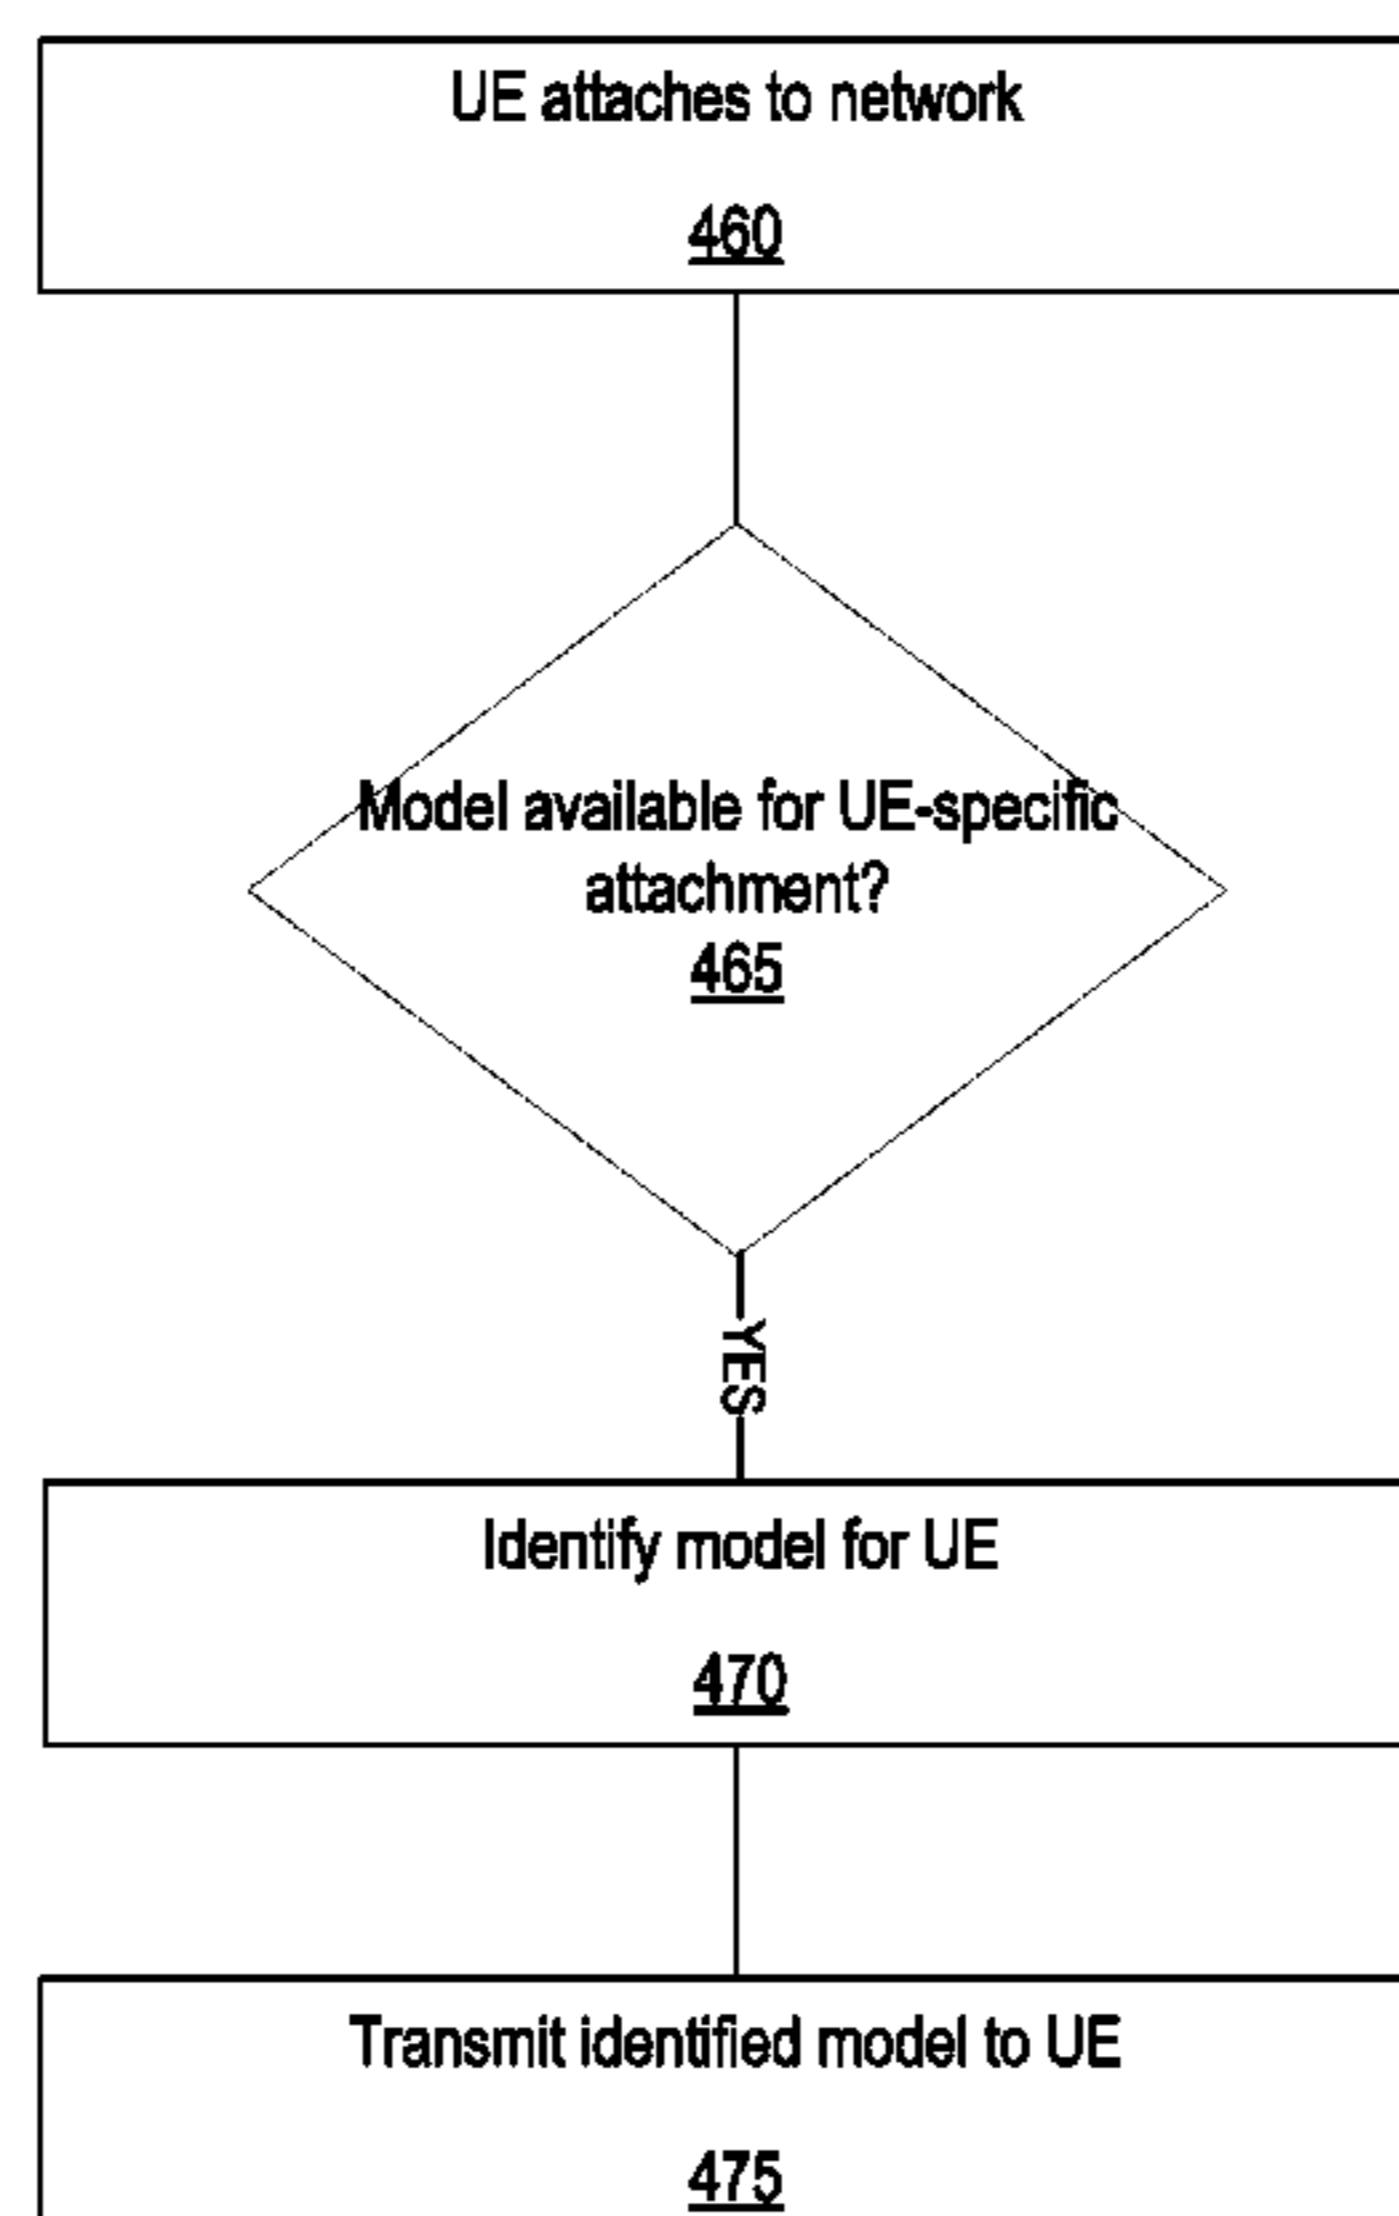 UE attaches to network
460
Model available for UE-specific
attachment?
465
YES
Identify model for UE
470
Transmit identified model to UE
475